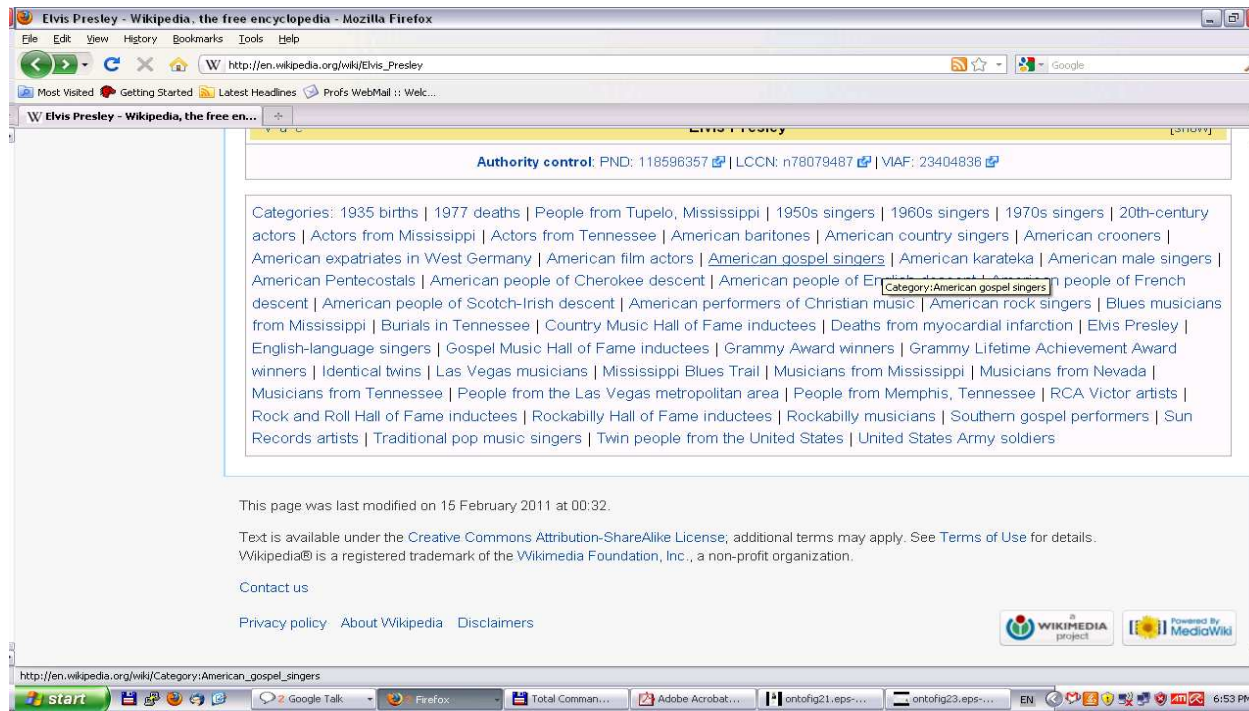 Elvis Presley - Wikipedia, the free encyclopedia - Mozilla Firefox
File Edit View History Bookmarks Tools Help
W http://en.wikipedia.org/wiki/Elvis_Presley Google
Most Visited Getting Started Latest Headlines Profs WebMail :: Welc...
W Elvis Presley - Wikipedia, the free en...
v d e Elvis Presley [show]
Authority control: PND: 118596357 | LCCN: n78079487 | VIAF: 23404836
Categories: 1935 births | 1977 deaths | People from Tupelo, Mississippi | 1950s singers | 1960s singers | 1970s singers | 20th-century
actors | Actors from Mississippi | Actors from Tennessee | American baritones | American country singers | American crooners |
American expatriates in West Germany | American film actors | American gospel singers | American karateka | American male singers |
American Pentecostals | American people of Cherokee descent | American people of English descent | American people of French
Category:American gospel singers
descent | American people of Scotch-Irish descent | American performers of Christian music | American rock singers | Blues musicians
from Mississippi | Burials in Tennessee | Country Music Hall of Fame inductees | Deaths from myocardial infarction | Elvis Presley |
English-language singers | Gospel Music Hall of Fame inductees | Grammy Award winners | Grammy Lifetime Achievement Award
winners | Identical twins | Las Vegas musicians | Mississippi Blues Trail | Musicians from Mississippi | Musicians from Nevada |
Musicians from Tennessee | People from the Las Vegas metropolitan area | People from Memphis, Tennessee | RCA Victor artists |
Rock and Roll Hall of Fame inductees | Rockabilly Hall of Fame inductees | Rockabilly musicians | Southern gospel performers | Sun
Records artists | Traditional pop music singers | Twin people from the United States | United States Army soldiers
This page was last modified on 15 February 2011 at 00:32.
Text is available under the Creative Commons Attribution-ShareAlike License; additional terms may apply. See Terms of Use for details.
Wikipedia® is a registered trademark of the Wikimedia Foundation, Inc., a non-profit organization.
Contact us
Privacy policy About Wikipedia Disclaimers
a WIKIMEDIA project
Powered By MediaWiki
http://en.wikipedia.org/wiki/Category:American_gospel_singers
start 2 Google Talk 2 Firefox Total Comman... Adobe Acrobat... ontofig21.eps-... ontofig23.eps-... EN 6:53 PM